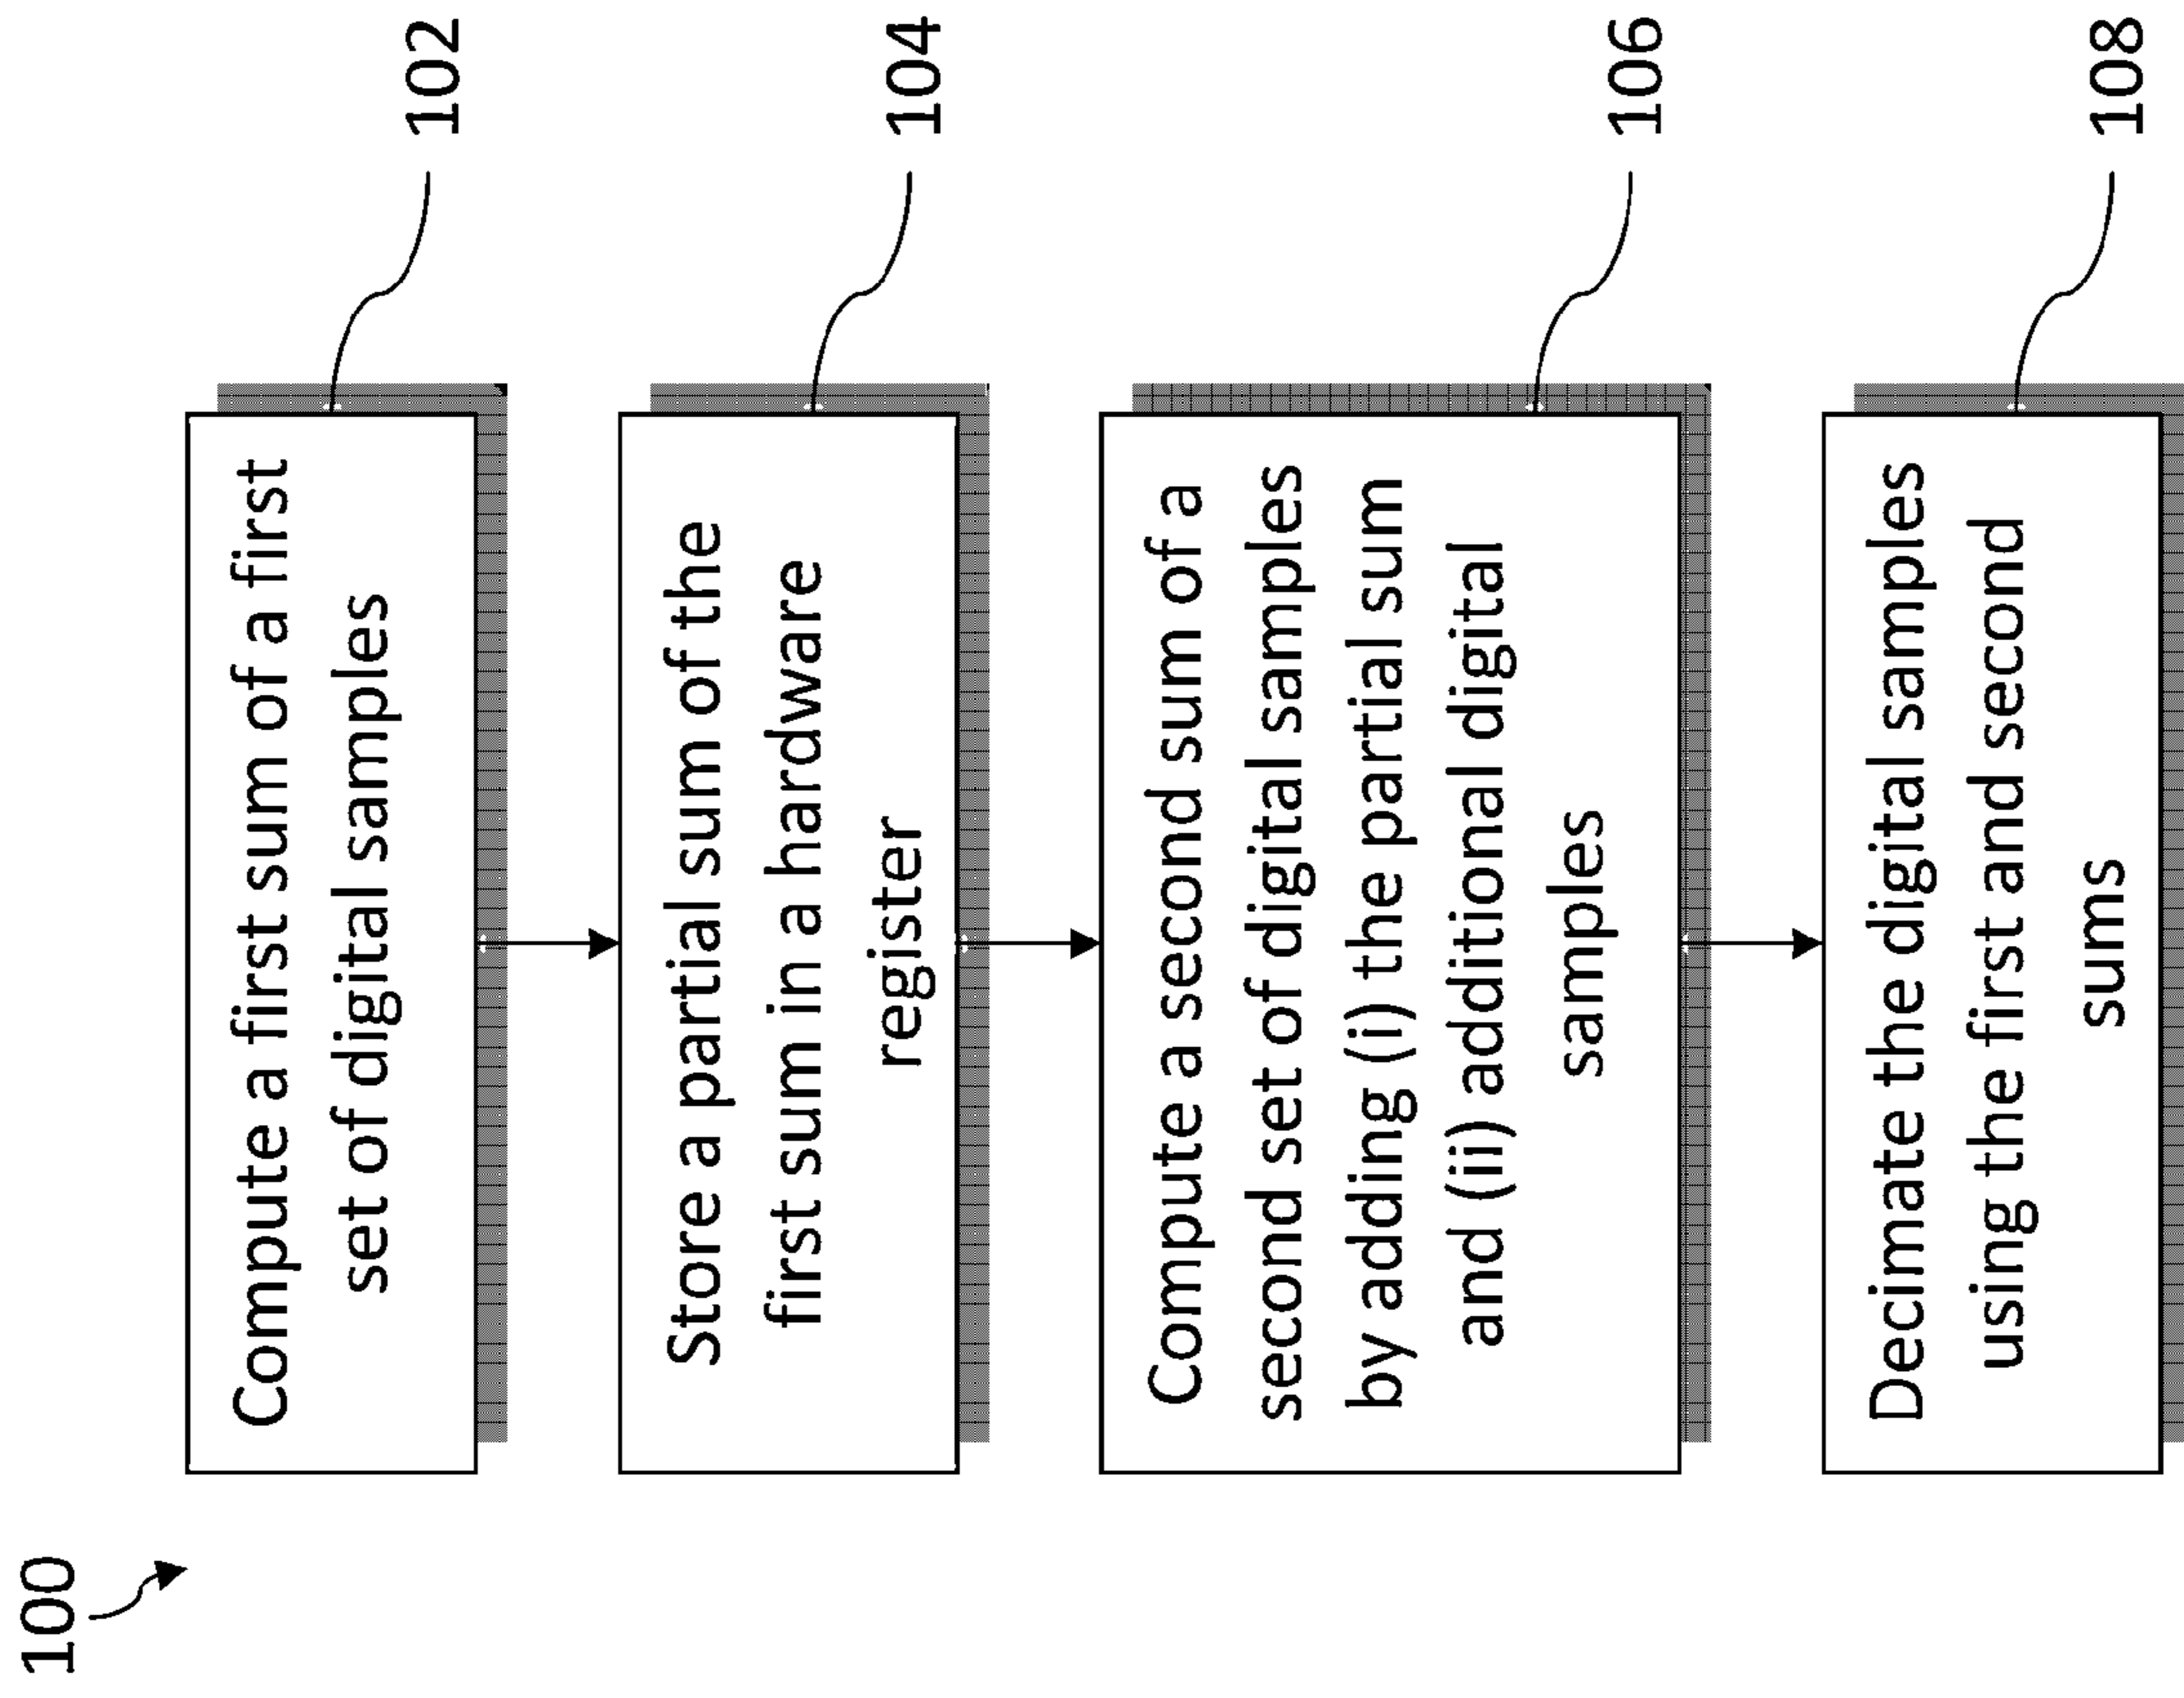 100
Compute a first sum of a first
set of digital samples
102
Store a partial sum of the
first sum in a hardware
register
104
Compute a second sum of a
second set of digital samples
by adding (i) the partial sum
and (ii) additional digital
samples
106
Decimate the digital samples
using the first and second
sums
108